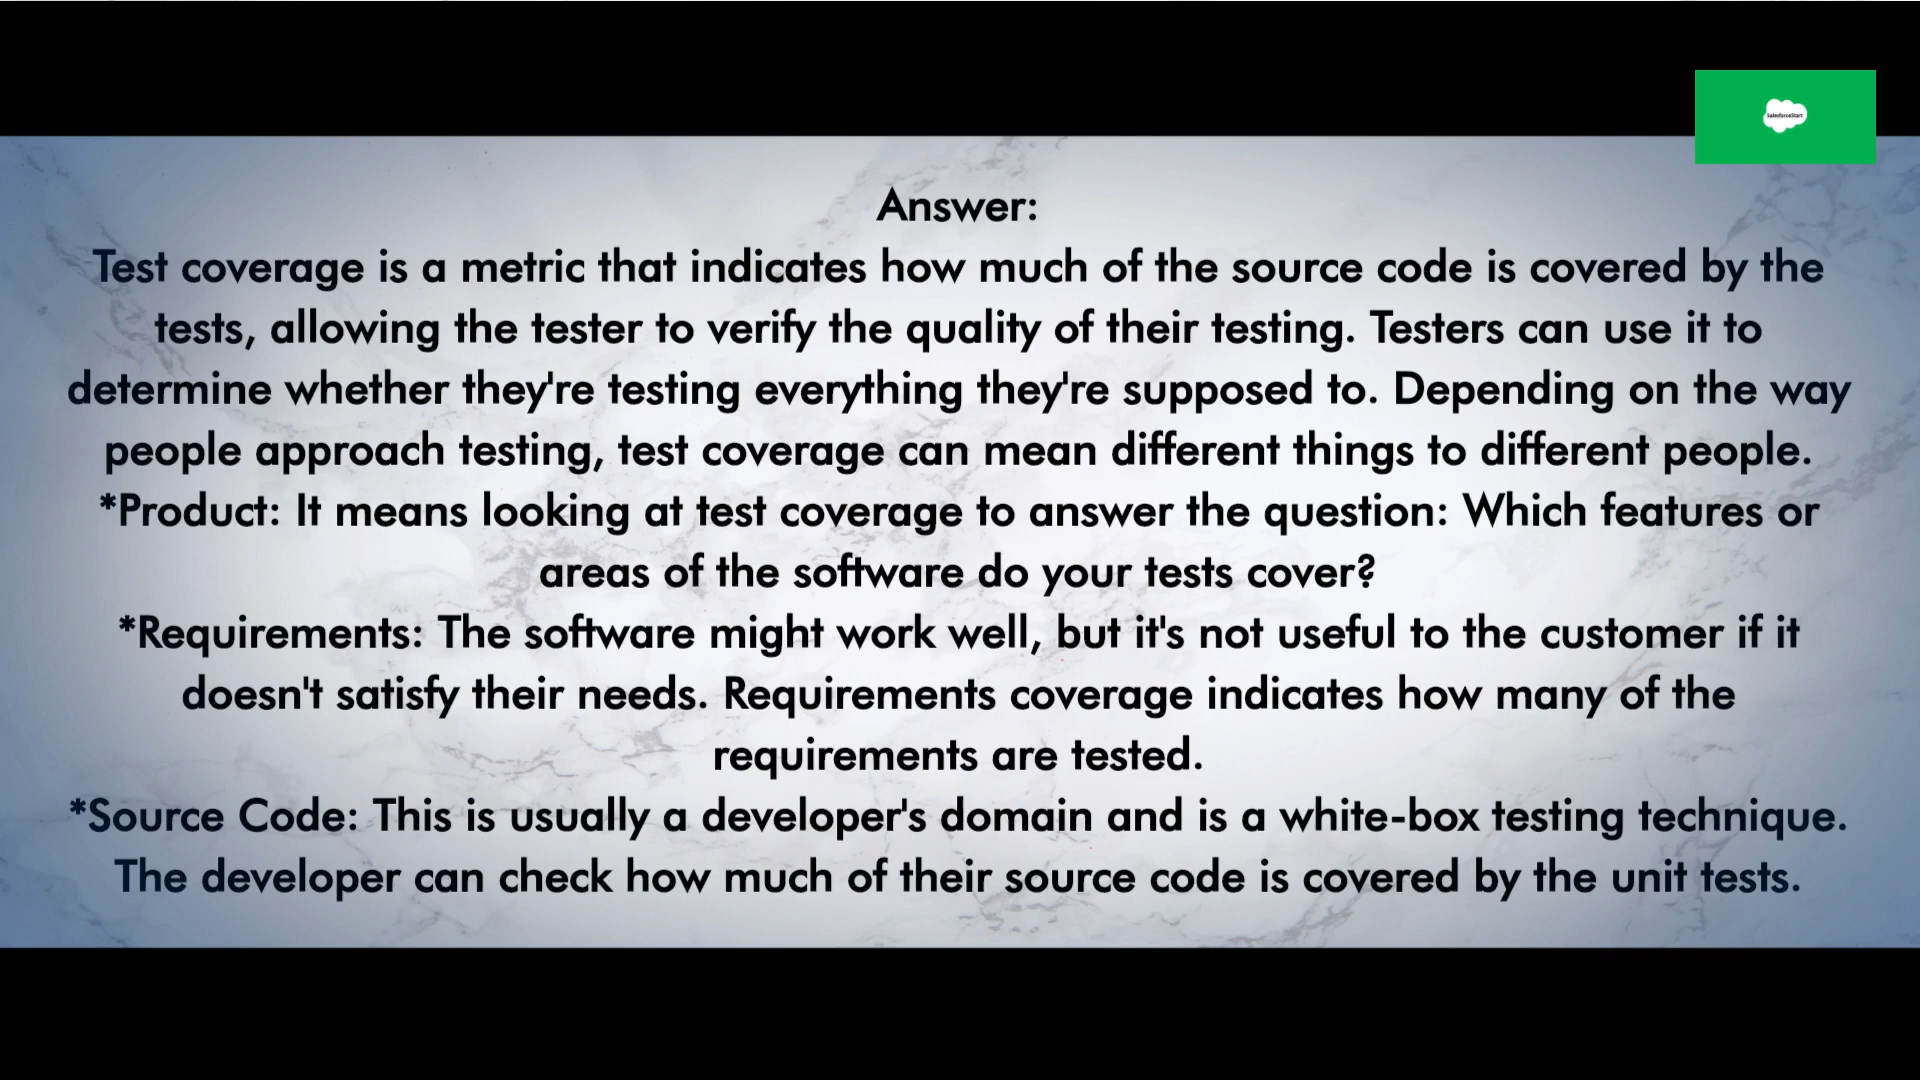 SalesforceStart
Answer:
Test coverage is a metric that indicates how much of the source code is covered by the
tests, allowing the tester to verify the quality of their testing. Testers can use it to
determine whether they're testing everything they're supposed to. Depending on the way
people approach testing, test coverage can mean different things to different people.
*Product: It means looking at test coverage to answer the question: Which features or
areas of the software do your tests cover?
*Requirements: The software might work well, but it's not useful to the customer if it
doesn't satisfy their needs. Requirements coverage indicates how many of the
requirements are tested.
*Source Code: This is usually a developer's domain and is a white-box testing technique.
The developer can check how much of their source code is covered by the unit tests.